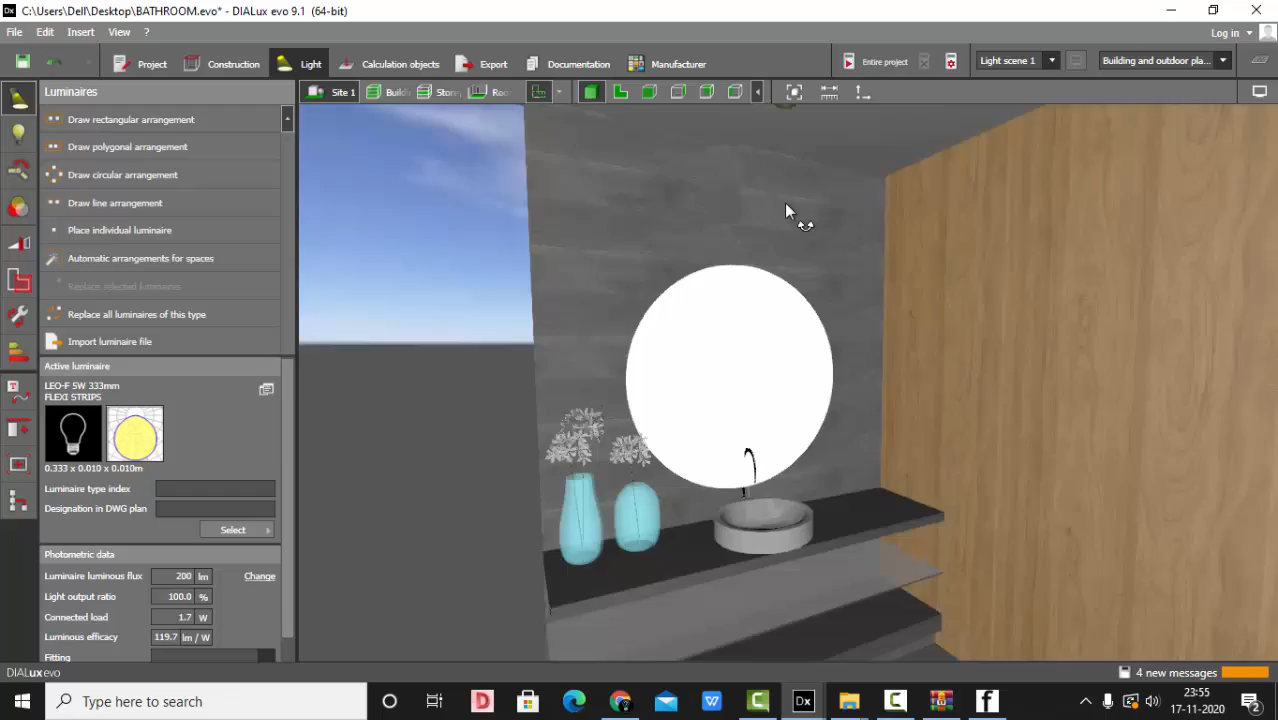 C:\Users\Dell\Desktop\BATHROOM.evo* - DIALux evo 9.1 (64-bit)
File Edit Insert View ?
Log in
Project Construction Light Calculation objects Export Documentation Manufacturer Entire project Light scene 1 Building and outdoor pla...
Luminaires
Site 1
Draw rectangular arrangement
Draw polygonal arrangement
Draw circular arrangement
Draw line arrangement
Place individual luminaire
Automatic arrangements for spaces
Replace selected luminaires
Replace all luminaires of this type
Import luminaire file
Active luminaire
LEO-F 5W 333mm
FLEXI STRIPS
0.333 x 0.010 x 0.010m
Luminaire type index
Designation in DWG plan
Select
Photometric data
Luminaire luminous flux 200 lm Change
Light output ratio 100.0 %
Connected load 1.7 W
Luminous efficacy 119.7 lm / W
Fitting
DIALux evo
4 new messages
Type here to search
23:55
17-11-2020
2